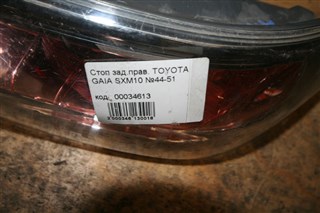 Стоп зад.прав. TOYOTA
GAIA SXM10 №44-51
код: 00034613